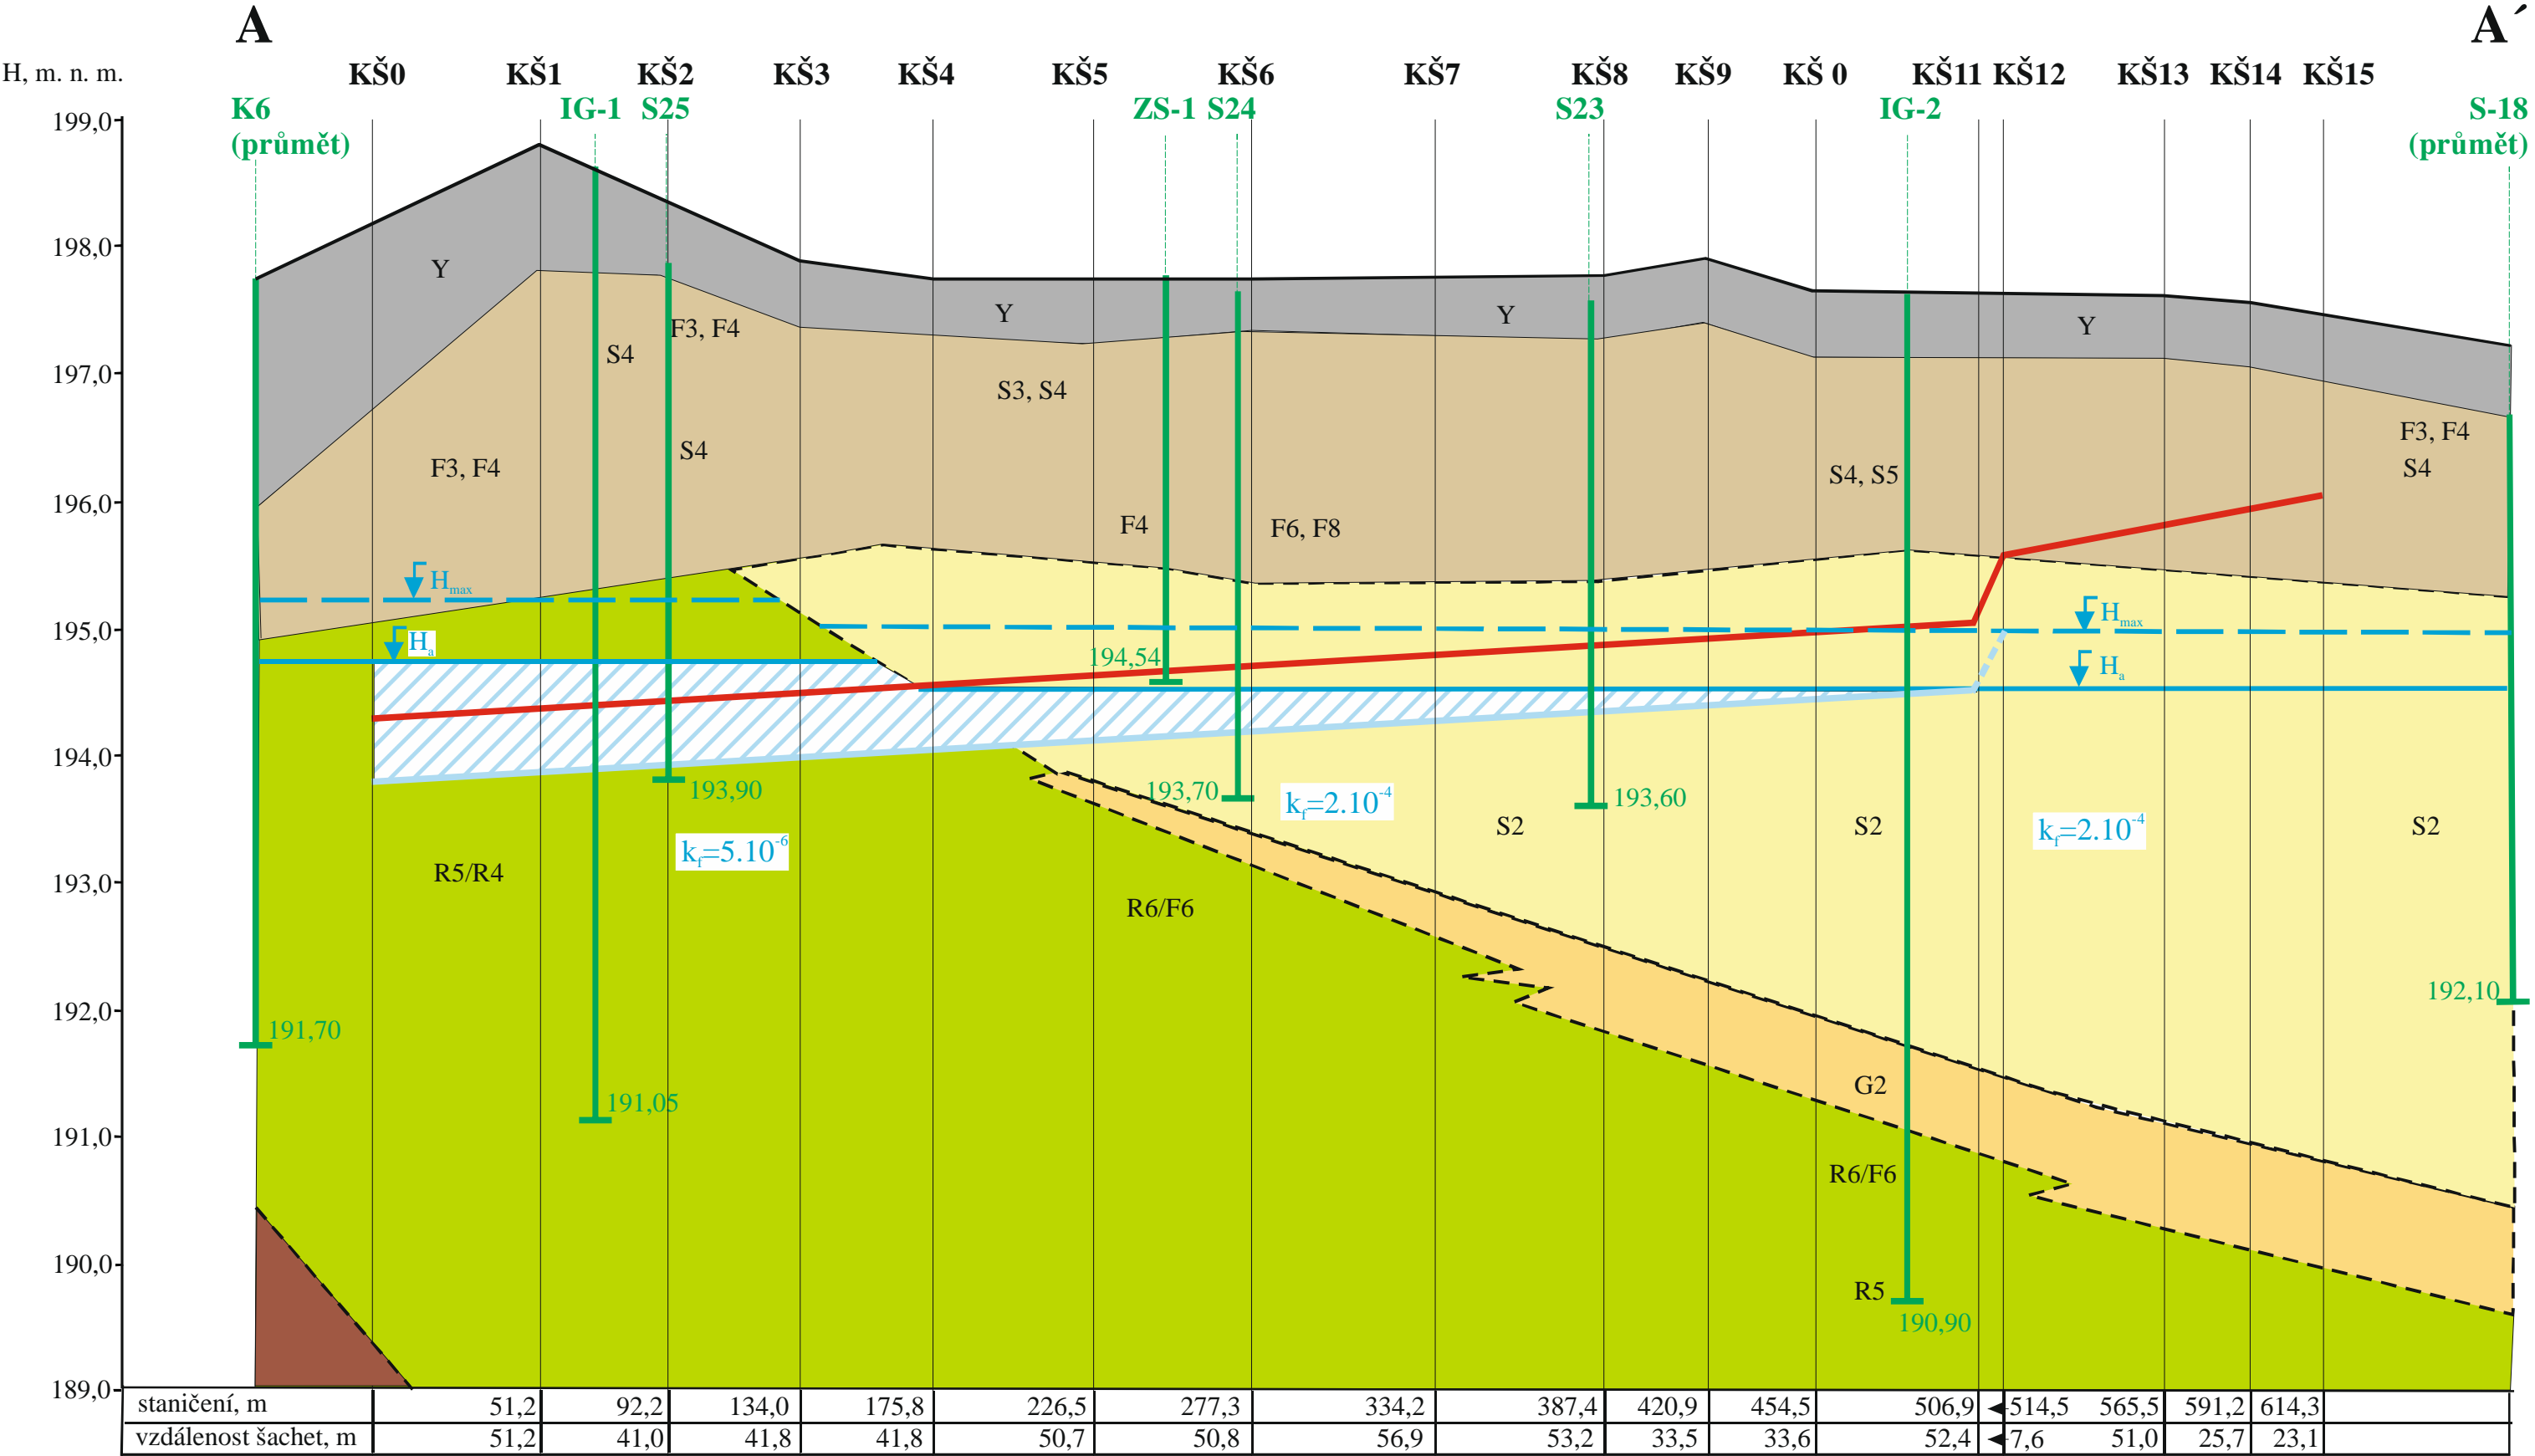 A A´
H, m. n. m. KŠ0 KŠ1 KŠ2 KŠ3 KŠ4 KŠ5 KŠ6 KŠ7 KŠ8 KŠ9 KŠ 0 KŠ11 KŠ12 KŠ13 KŠ14 KŠ15
K6 IG-1 S25 ZS-1 S24 S23 IG-2 S-18
(průmět) (průmět)
199,0
198,0
Y Y Y Y
197,0
S4 F3, F4
S3, S4
S4
F3, F4
F3, F4
S4
S4, S5
196,0
F4 F6, F8
Hmax
Hmax
195,0
Ha
194,54
Ha
194,0
193,90
193,70
193,60
kf=2.10-4
S2 S2 S2
kf=2.10-4
kf=5.10-6
193,0
R5/R4
R6/F6
192,0
192,10
191,70
191,05
G2
191,0
R6/F6
190,0
R5
190,90
189,0
staničení, m 51,2 92,2 134,0 175,8 226,5 277,3 334,2 387,4 420,9 454,5 506,9 514,5 565,5 591,2 614,3
vzdálenost šachet, m 51,2 41,0 41,8 41,8 50,7 50,8 56,9 53,2 33,5 33,6 52,4 7,6 51,0 25,7 23,1